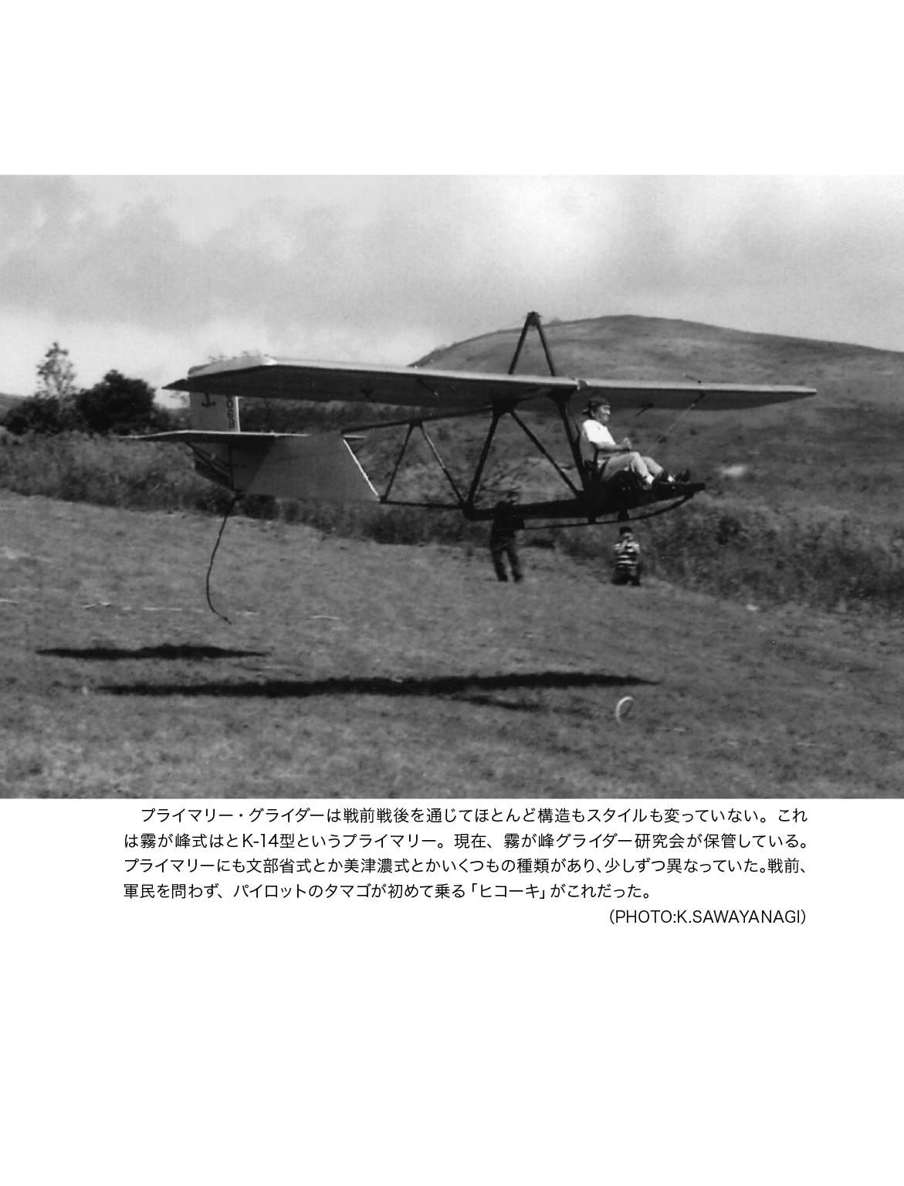 プライマリー・グライダーは戦前戦後を通じてほとんど構造もスタイルも変っていない。これ
は霧が峰式はとK-14型というプライマリー。現在、霧が峰グライダー研究会が保管している。
プライマリーにも文部省式とか美津濃式とかいくつもの種類があり、少しずつ異なっていた。戦前、
軍民を問わず、パイロットのタマゴが初めて乗る「ヒコーキ」がこれだった。
（PHOTO:K.SAWAYANAGI）